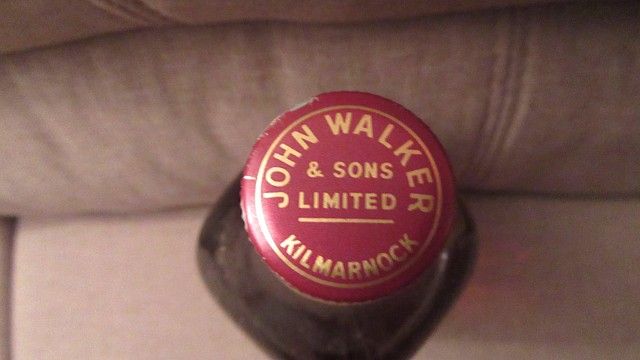 JOHN WALKER
& SONS
LIMITED
KILMARNOCK